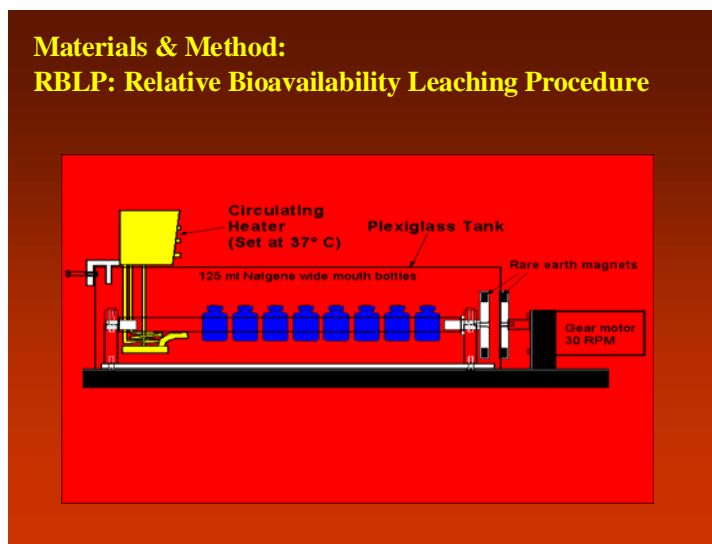 Materials & Method:
RBLP: Relative Bioavailability Leaching Procedure
Circulating
Heater
(Set at 37° C)
Plexiglass Tank
Rare earth magnets
125 ml Nalgene wide mouth bottles
Gear motor
30 RPM